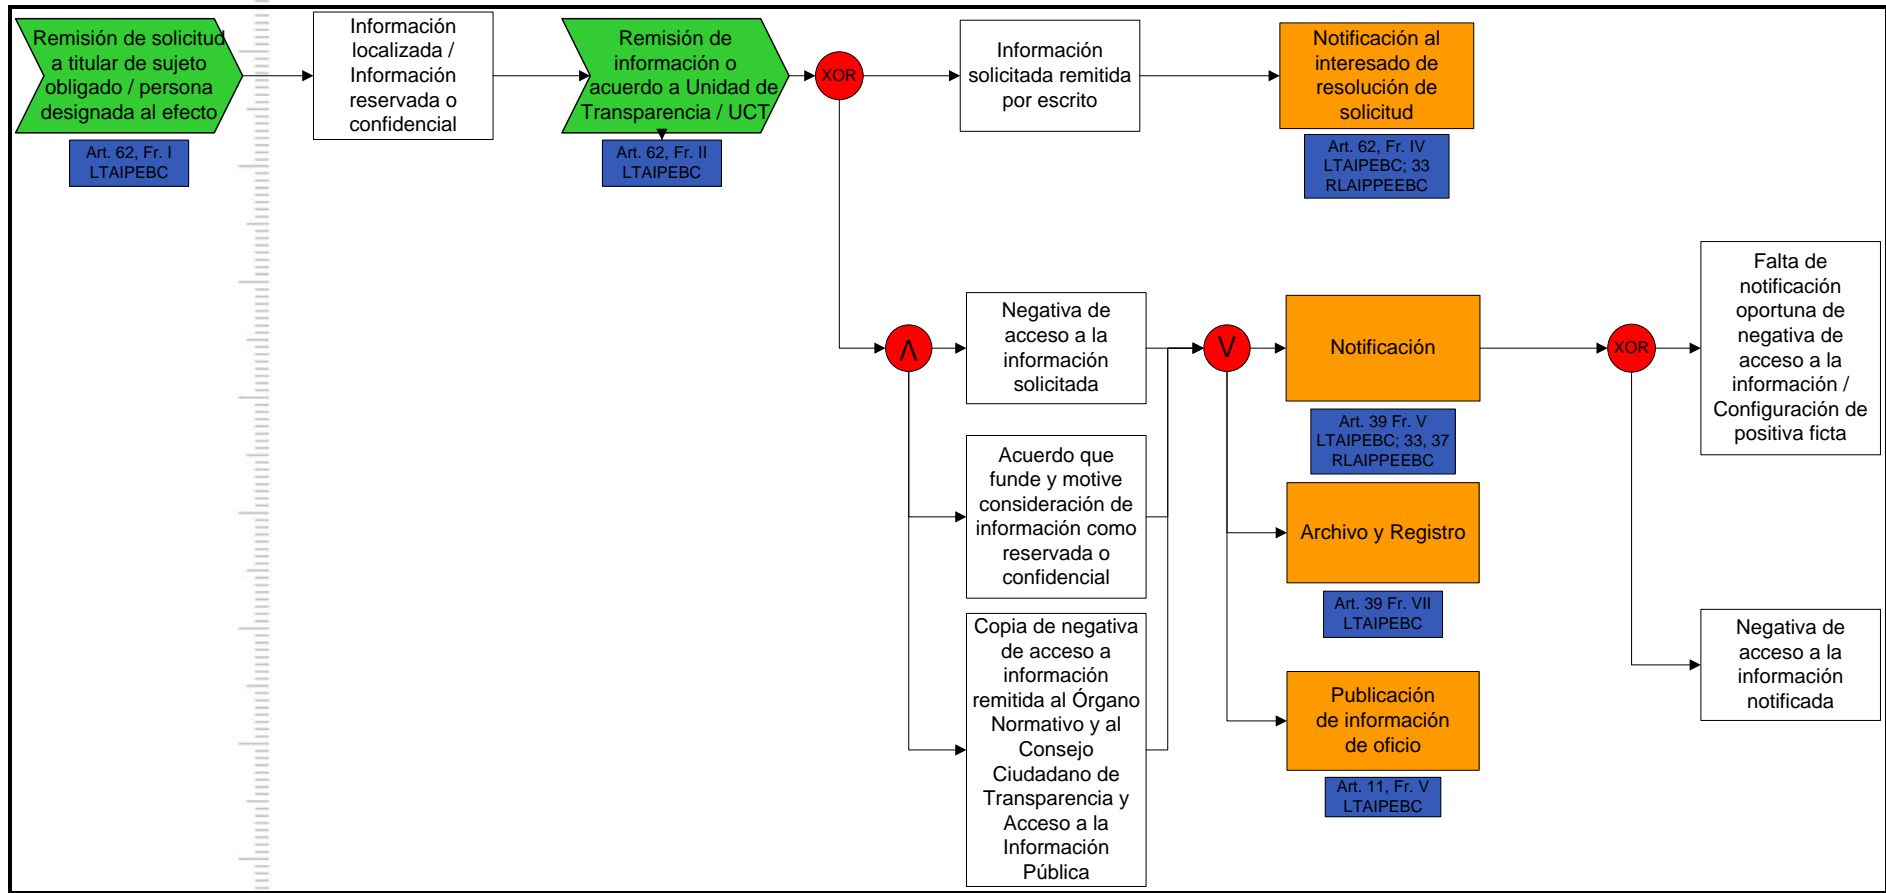 Remisión de solicitud
a titular de sujeto
obligado / persona
designada al efecto
Art. 62, Fr. I
LTAIPEBC
Información
localizada /
Información
reservada o
confidencial
Remisión de
información o
acuerdo a Unidad de
Transparencia / UCT
Art. 62, Fr. II
LTAIPEBC
XOR
Información
solicitada remitida
por escrito
Notificación al
interesado de
resolución de
solicitud
Art. 62, Fr. IV
LTAIPEBC; 33
RLAIPPEEBC
Λ
Negativa de
acceso a la
información
solicitada
Acuerdo que
funde y motive
consideración de
información como
reservada o
confidencial
Copia de negativa
de acceso a
información
remitida al Órgano
Normativo y al
Consejo
Ciudadano de
Transparencia y
Acceso a la
Información
Pública
V
Notificación
Art. 39 Fr. V
LTAIPEBC; 33, 37
RLAIPPEEBC
Archivo y Registro
Art. 39 Fr. VII
LTAIPEBC
Publicación
de información
de oficio
Art. 11, Fr. V
LTAIPEBC
XOR
Falta de
notificación
oportuna de
negativa de
acceso a la
información /
Configuración de
positiva ficta
Negativa de
acceso a la
información
notificada